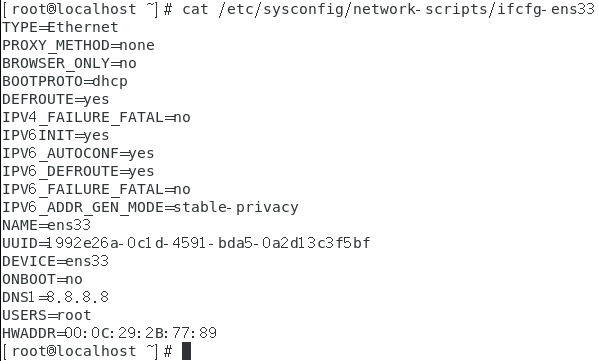 [root@localhost ~]# cat /etc/sysconfig/network-scripts/ifcfg-ens33
TYPE=Ethernet
PROXY_METHOD=none
BROWSER_ONLY=no
BOOTPROTO=dhcp
DEFROUTE=yes
IPV4_FAILURE_FATAL=no
IPV6INIT=yes
IPV6_AUTOCONF=yes
IPV6_DEFROUTE=yes
IPV6_FAILURE_FATAL=no
IPV6_ADDR_GEN_MODE=stable-privacy
NAME=ens33
UUID=1992e26a-0c1d-4591-bda5-0a2d13c3f5bf
DEVICE=ens33
ONBOOT=no
DNS1=8.8.8.8
USERS=root
HWADDR=00:0C:29:2B:77:89
[root@localhost ~]#